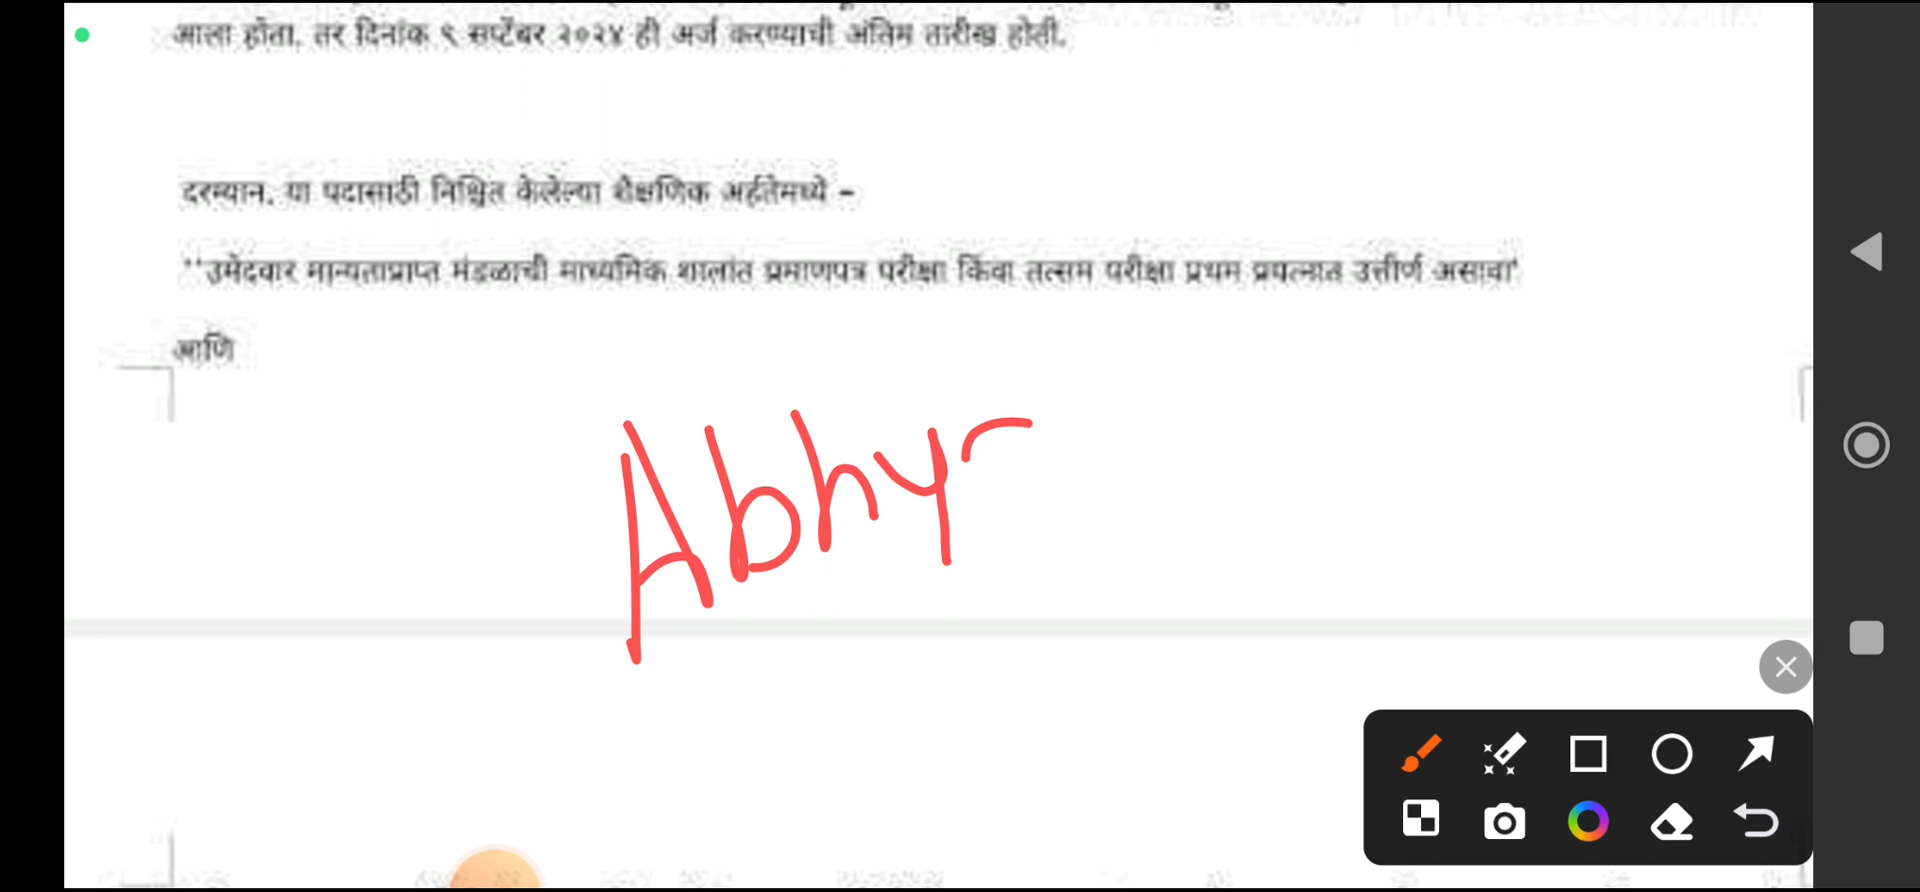 आला होता. तर दिनांक ९ सप्टेंबर २०२४ ही अर्ज करण्याची अंतिम तारीख होती.
दरम्यान. या पदासाठी निश्चित केलेल्या शैक्षणिक अर्हतेमध्ये –
''उमेदवार मान्यताप्राप्त मंडळाची माध्यमिक शालांत प्रमाणपत्र परीक्षा किंवा तत्सम परीक्षा प्रथम प्रयत्नात उत्तीर्ण असावा'
आणि
Abhy